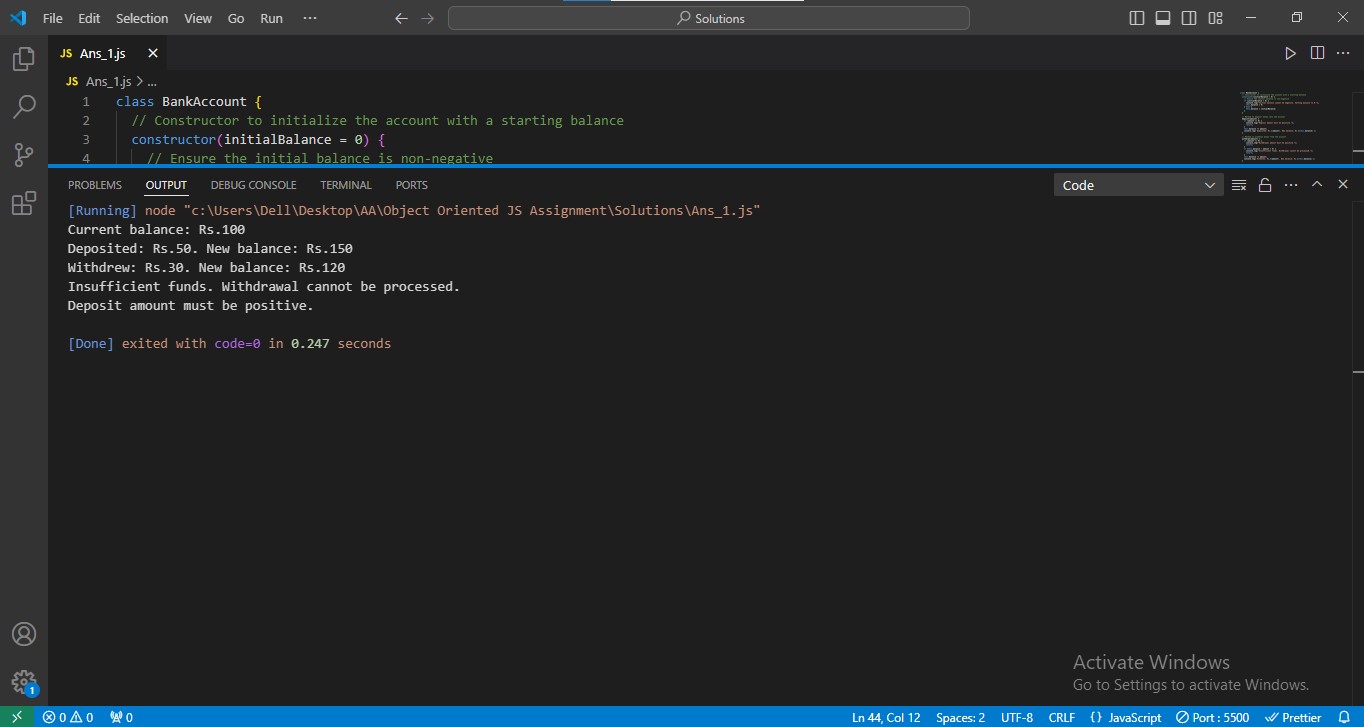 File Edit Selection View Go Run ···
Solutions
JS Ans_1.js
JS Ans_1.js > ...
1 class BankAccount {
2 // Constructor to initialize the account with a starting balance
3 constructor(initialBalance = 0) {
4 // Ensure the initial balance is non-negative
PROBLEMS OUTPUT DEBUG CONSOLE TERMINAL PORTS
Code
[Running] node "c:\Users\Dell\Desktop\AA\Object Oriented JS Assignment\Solutions\Ans_1.js"
Current balance: Rs.100
Deposited: Rs.50. New balance: Rs.150
Withdrew: Rs.30. New balance: Rs.120
Insufficient funds. Withdrawal cannot be processed.
Deposit amount must be positive.
[Done] exited with code=0 in 0.247 seconds
Activate Windows
Go to Settings to activate Windows.
1
0 0 0 Ln 44, Col 12 Spaces: 2 UTF-8 CRLF {} JavaScript Port : 5500 Prettier